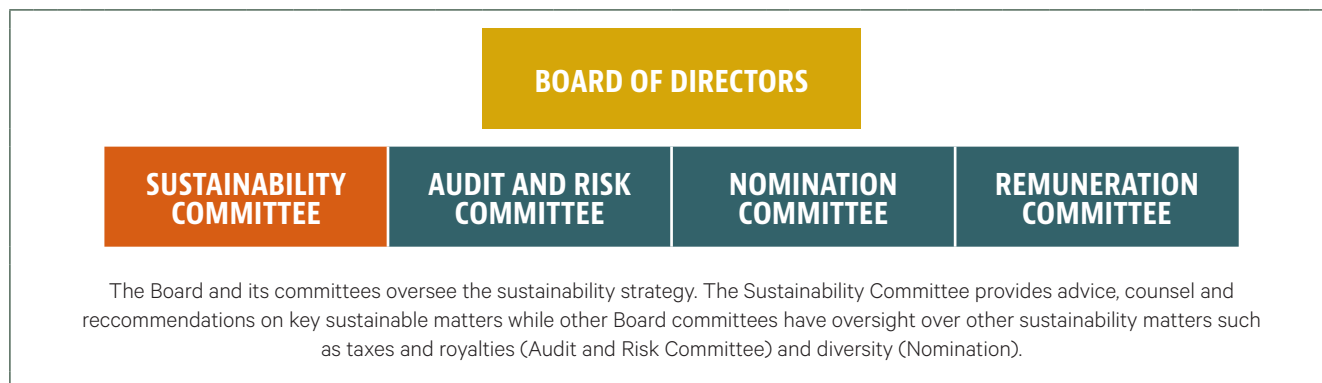 BOARD OF DIRECTORS
SUSTAINABILITY
COMMITTEE
AUDIT AND RISK
COMMITTEE
NOMINATION
COMMITTEE
REMUNERATION
COMMITTEE
The Board and its committees oversee the sustainability strategy. The Sustainability Committee provides advice, counsel and
reccommendations on key sustainable matters while other Board committees have oversight over other sustainability matters such
as taxes and royalties (Audit and Risk Committee) and diversity (Nomination).